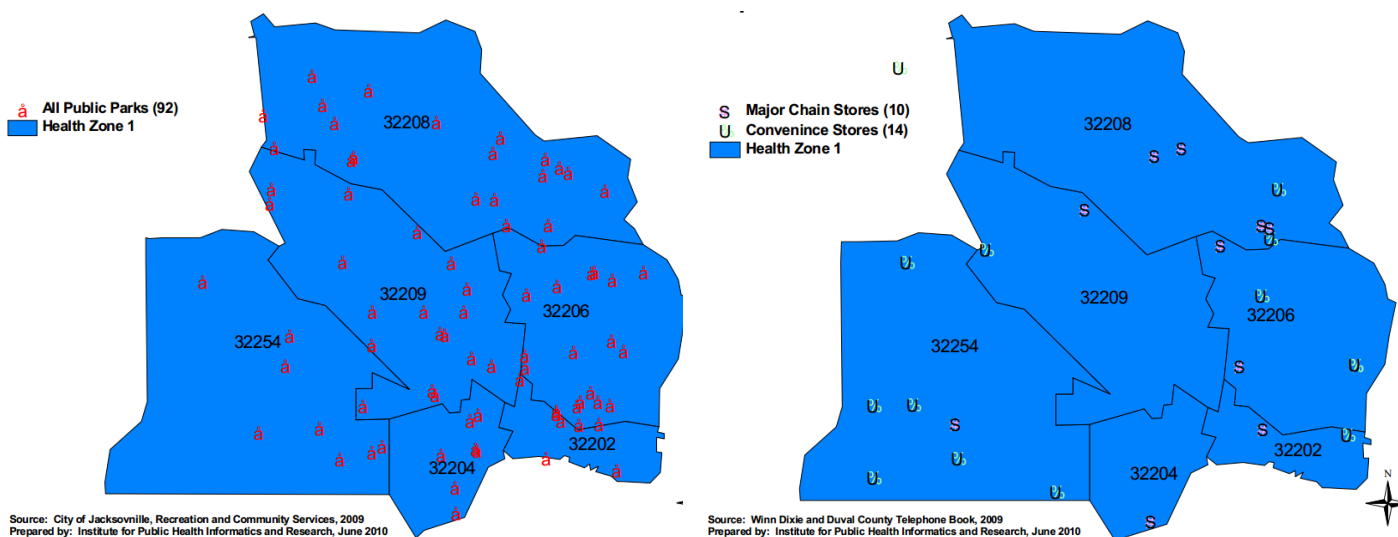 å All Public Parks (92)
Health Zone 1
32208
32209
32206
32254
32202
32204
Source: City of Jacksovnille, Recreation and Community Services, 2009
Prepared by: Institute for Public Health Informatics and Research, June 2010
S Major Chain Stores (10)
U Convenince Stores (14)
Health Zone 1
32208
32209
32206
32254
32202
32204
N
Source: Winn Dixie and Duval County Telephone Book, 2009
Prepared by: Institute for Public Health Informatics and Research, June 2010